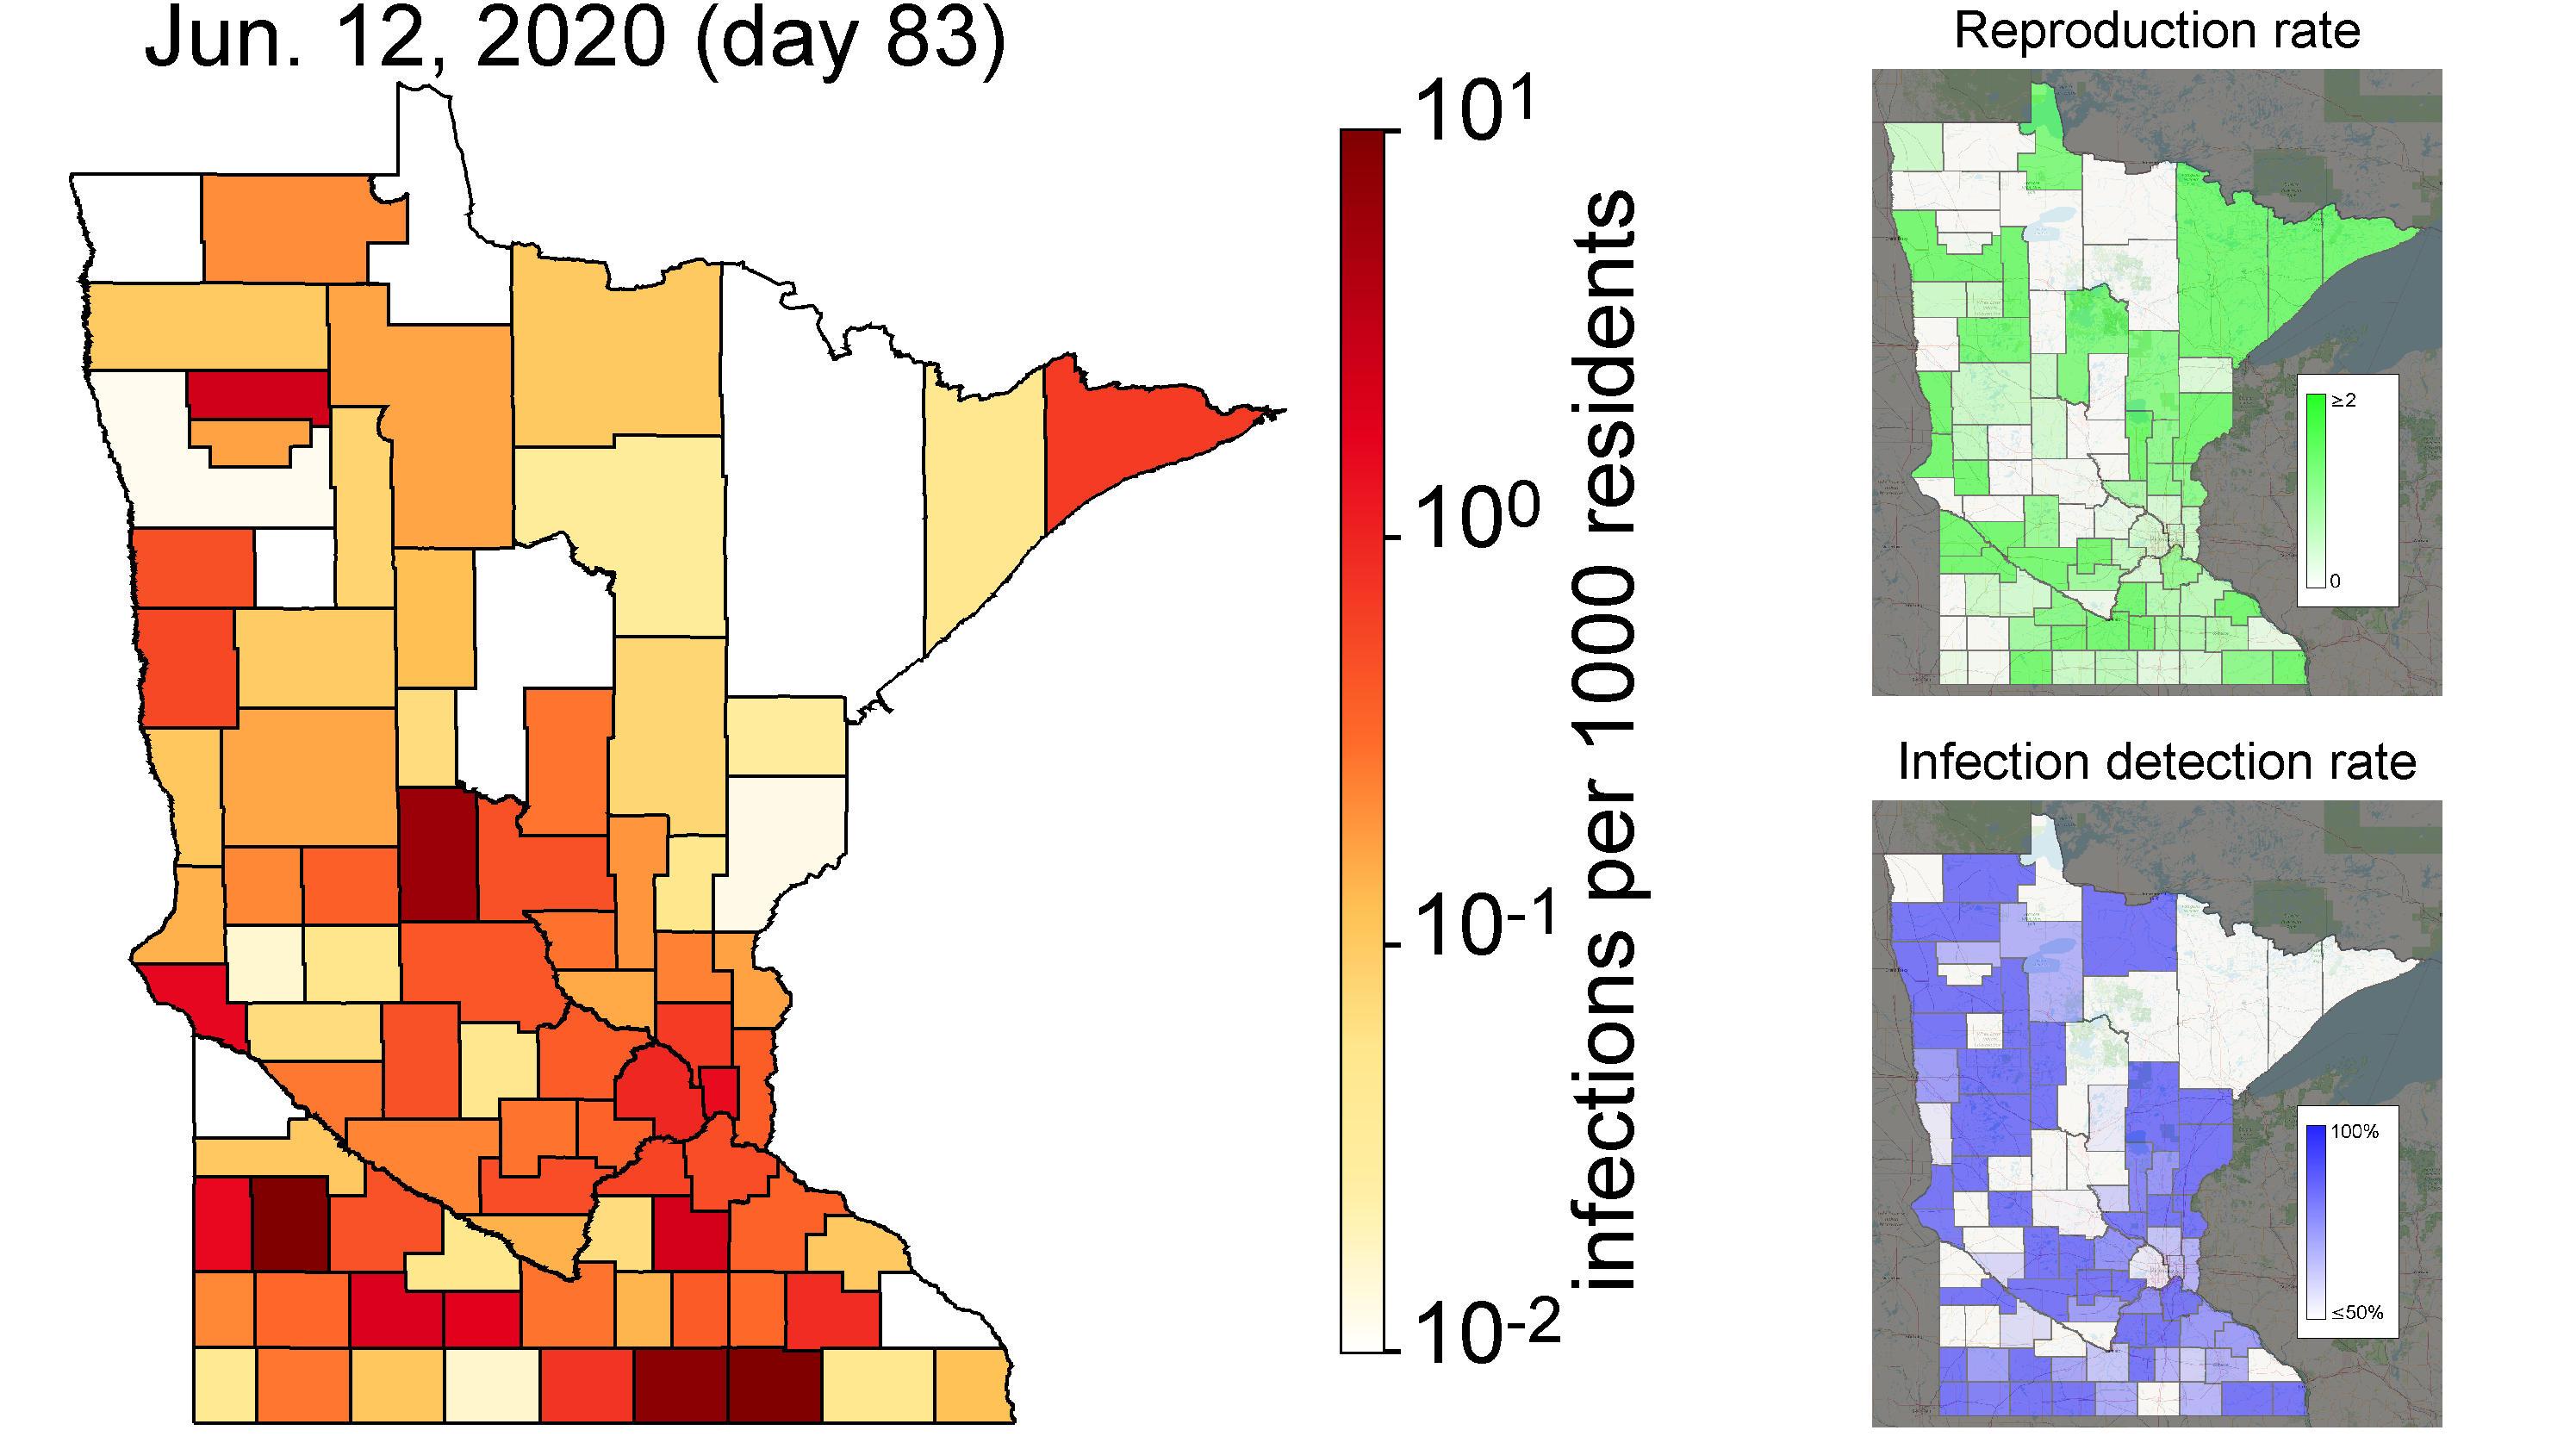 Jun. 12, 2020 (day 83)
10^1
10^0
10^-1
10^-2
infections per 1000 residents
Reproduction rate
≥2
0
Infection detection rate
100%
≤50%